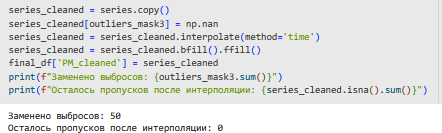 series_cleaned = series.copy()
series_cleaned[outliers_mask3] = np.nan
series_cleaned = series_cleaned.interpolate(method='time')
series_cleaned = series_cleaned.bfill().ffill()
final_df['PM_cleaned'] = series_cleaned
print(f"Заменено выбросов: {outliers_mask3.sum()}")
print(f"Осталось пропусков после интерполяции: {series_cleaned.isna().sum()}")
Заменено выбросов: 50
Осталось пропусков после интерполяции: 0